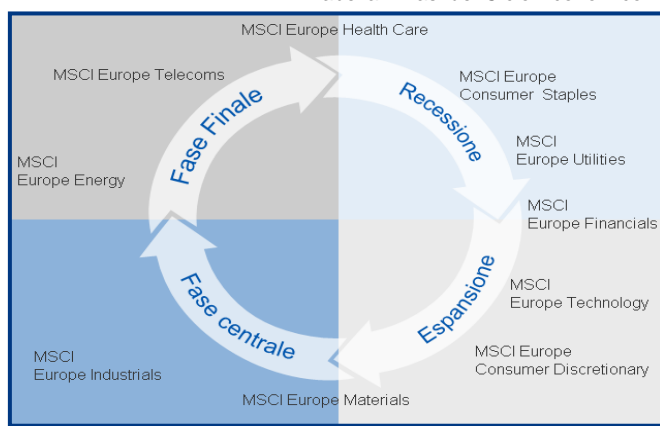 MSCI Europe Health Care
MSCI Europe Telecoms
Fase Finale
Recessione
MSCI Europe
Consumer Staples
MSCI
Europe Energy
MSCI
Europe Utilities
MSCI
Europe Financials
Fase centrale
Espansione
MSCI
Europe Technology
MSCI
Europe Industrials
MSCI Europe
Consumer Discretionary
MSCI Europe Materials